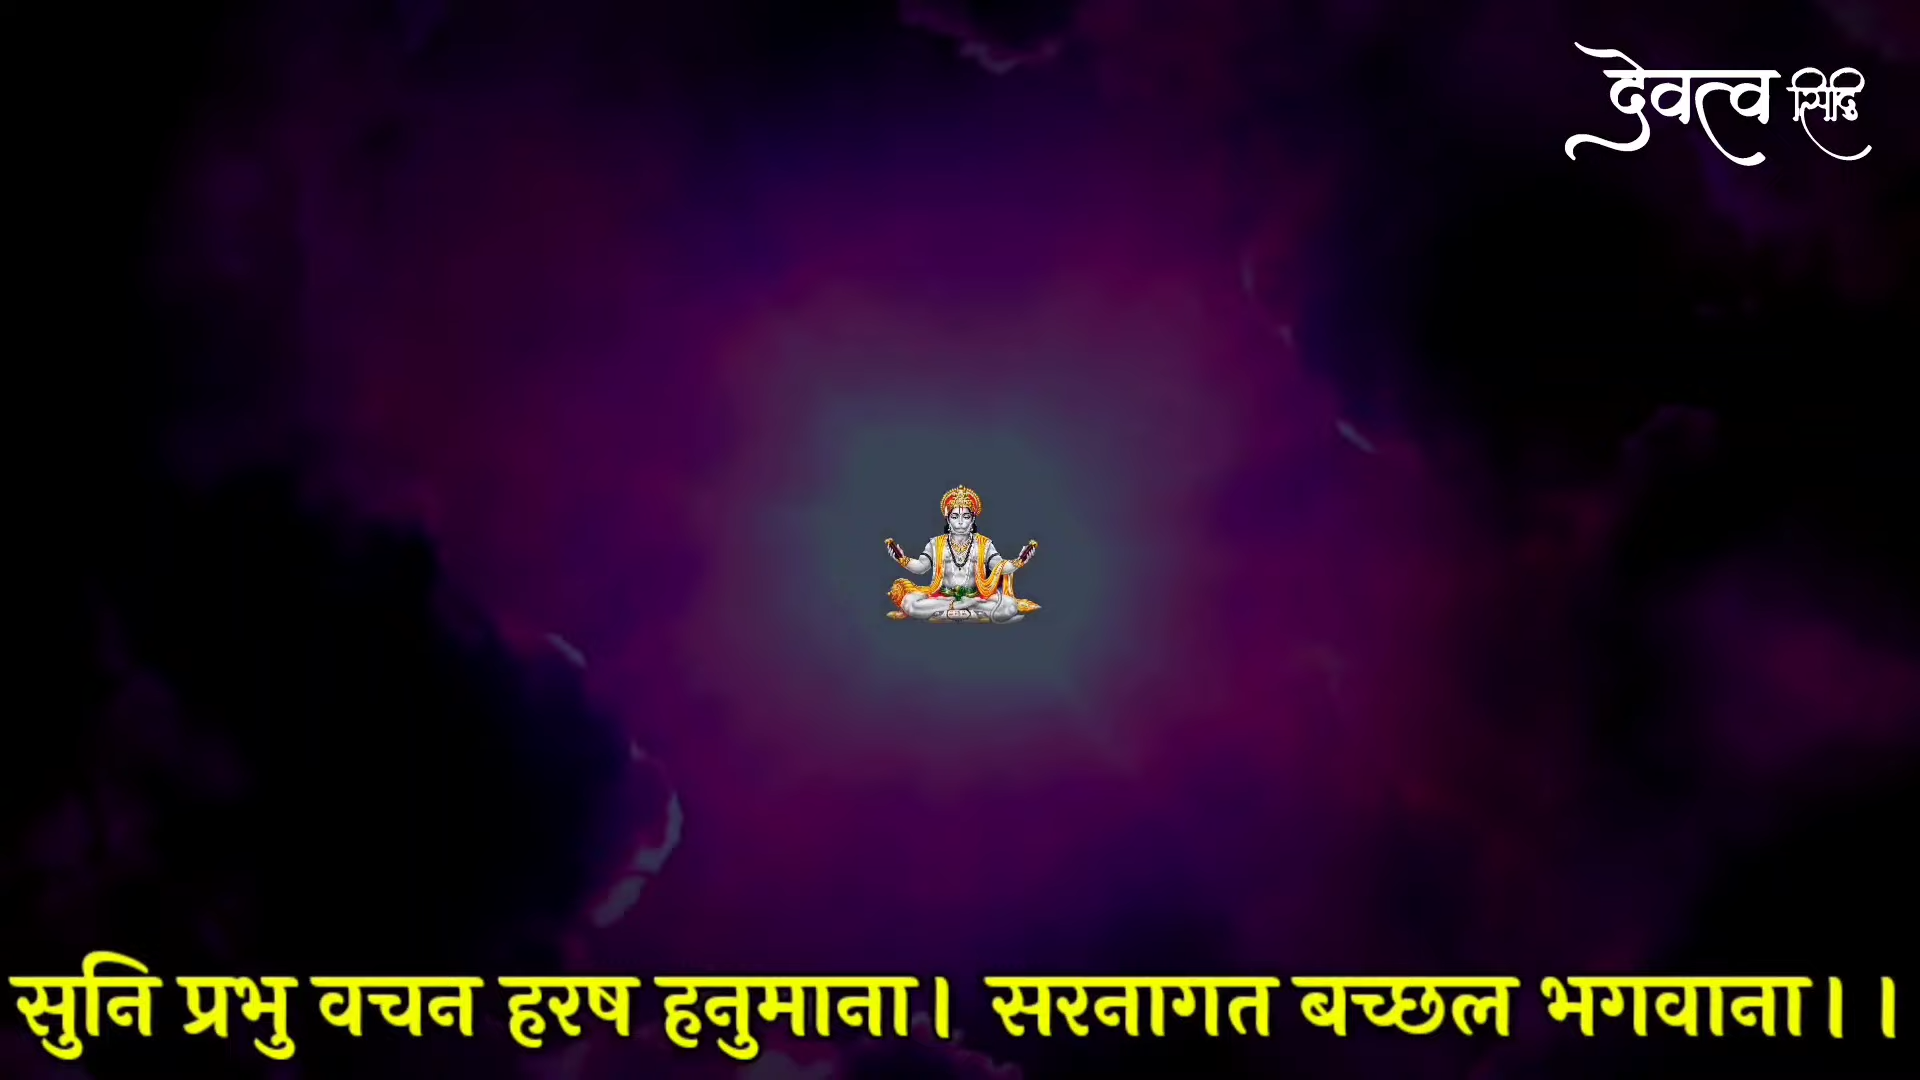 देवत्व सिद्धि
सुनि प्रभु वचन हरष हनुमाना। सरनागत बच्छल भगवाना।।